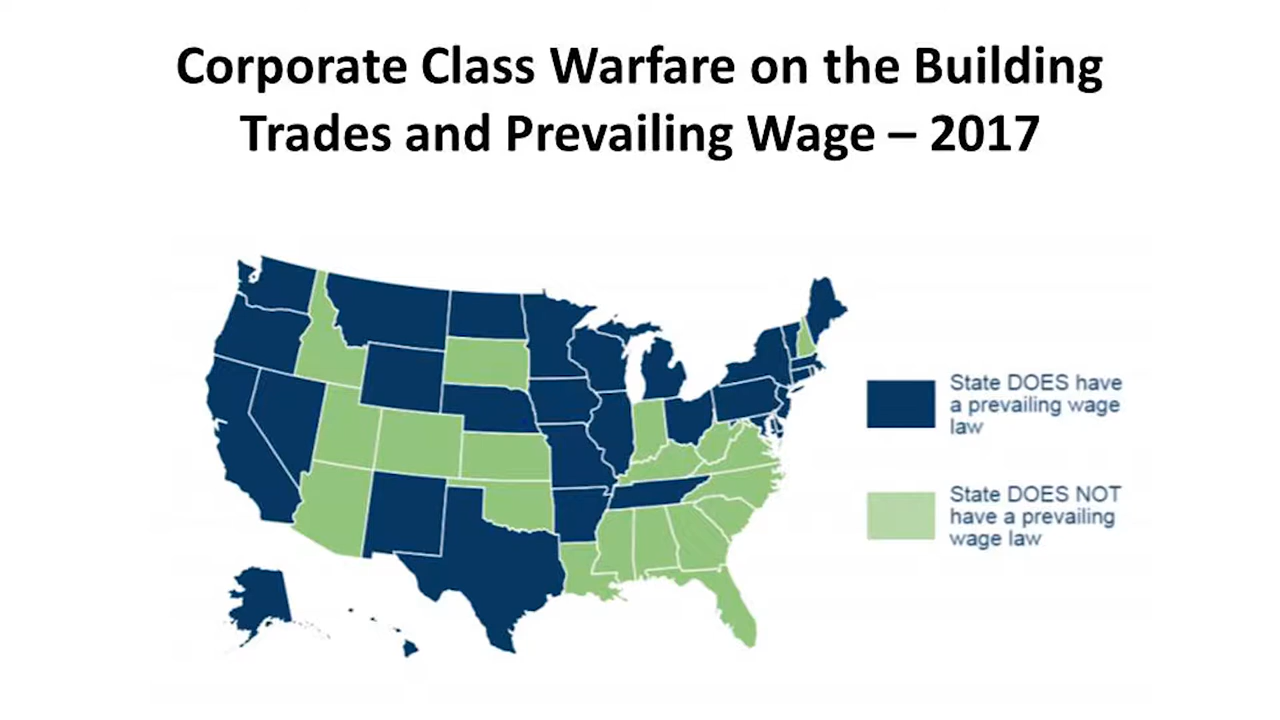 Corporate Class Warfare on the Building
Trades and Prevailing Wage – 2017
State DOES have
a prevailing wage
law
State DOES NOT
have a prevailing
wage law